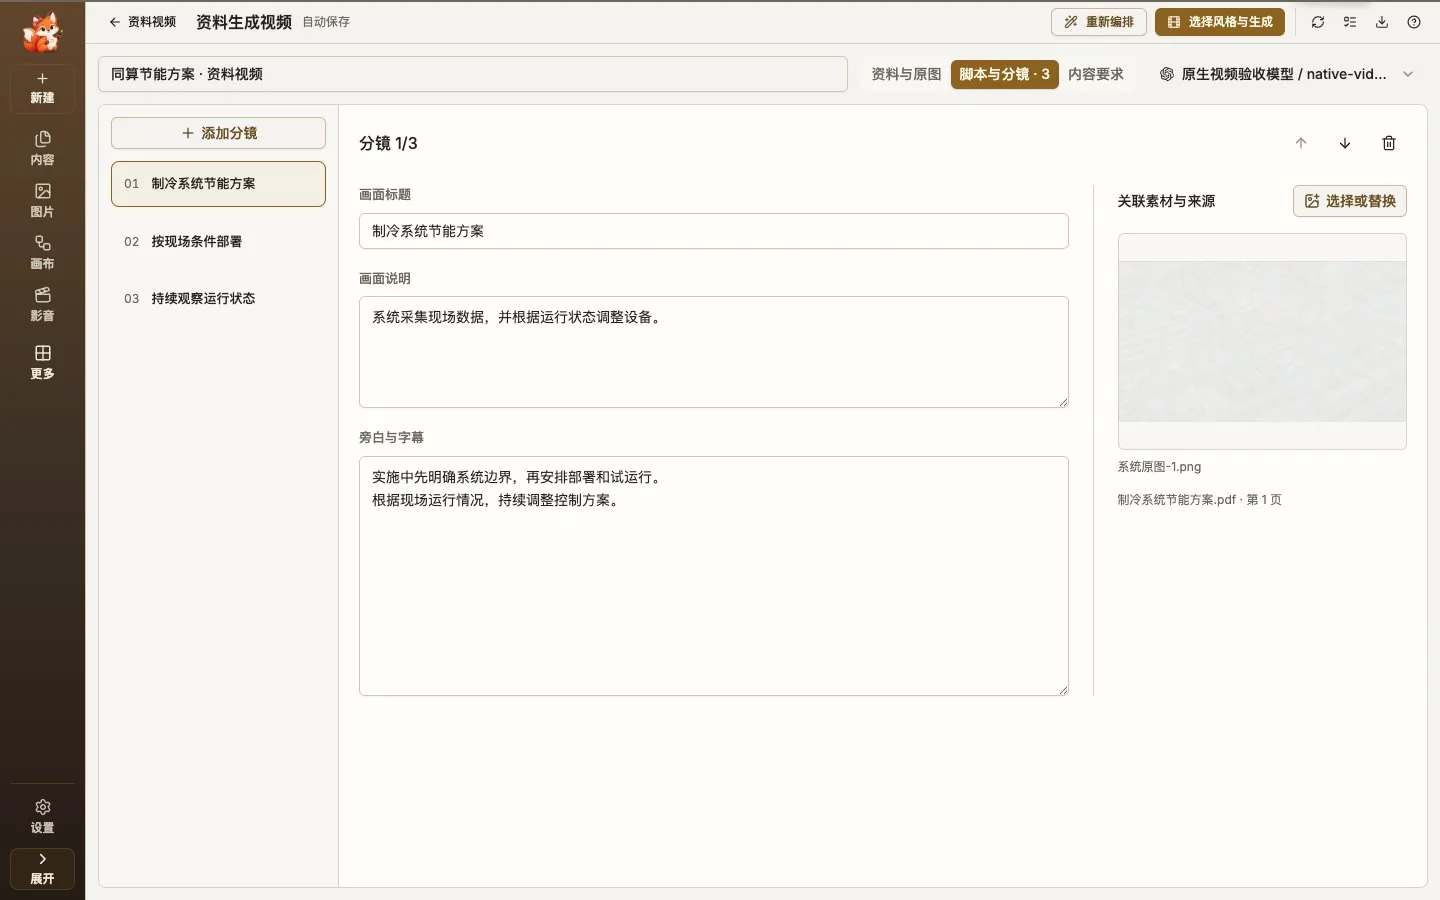 新建
内容
图片
画布
影音
更多
设置
展开
资料视频
资料生成视频
自动保存
重新编排
选择风格与生成
同算节能方案 · 资料视频
资料与原图
脚本与分镜 · 3
内容要求
原生视频验收模型 / native-vid...
添加分镜
01 制冷系统节能方案
02 按现场条件部署
03 持续观察运行状态
分镜 1/3
画面标题
制冷系统节能方案
画面说明
系统采集现场数据，并根据运行状态调整设备。
旁白与字幕
实施中先明确系统边界，再安排部署和试运行。
根据现场运行情况，持续调整控制方案。
关联素材与来源
选择或替换
系统原图-1.png
制冷系统节能方案.pdf · 第 1 页